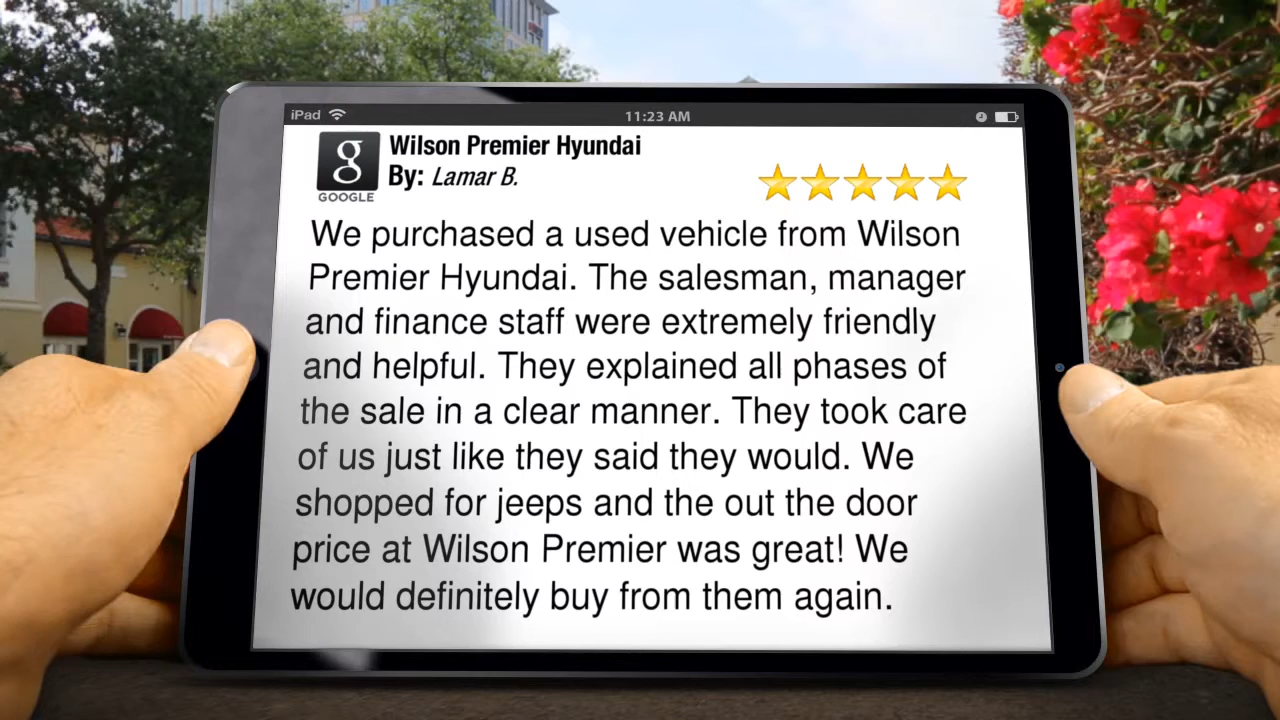 iPad 11:23 AM
Wilson Premier Hyundai
By: Lamar B.
g
GOOGLE
We purchased a used vehicle from Wilson
Premier Hyundai. The salesman, manager
and finance staff were extremely friendly
and helpful. They explained all phases of
the sale in a clear manner. They took care
of us just like they said they would. We
shopped for jeeps and the out the door
price at Wilson Premier was great! We
would definitely buy from them again.